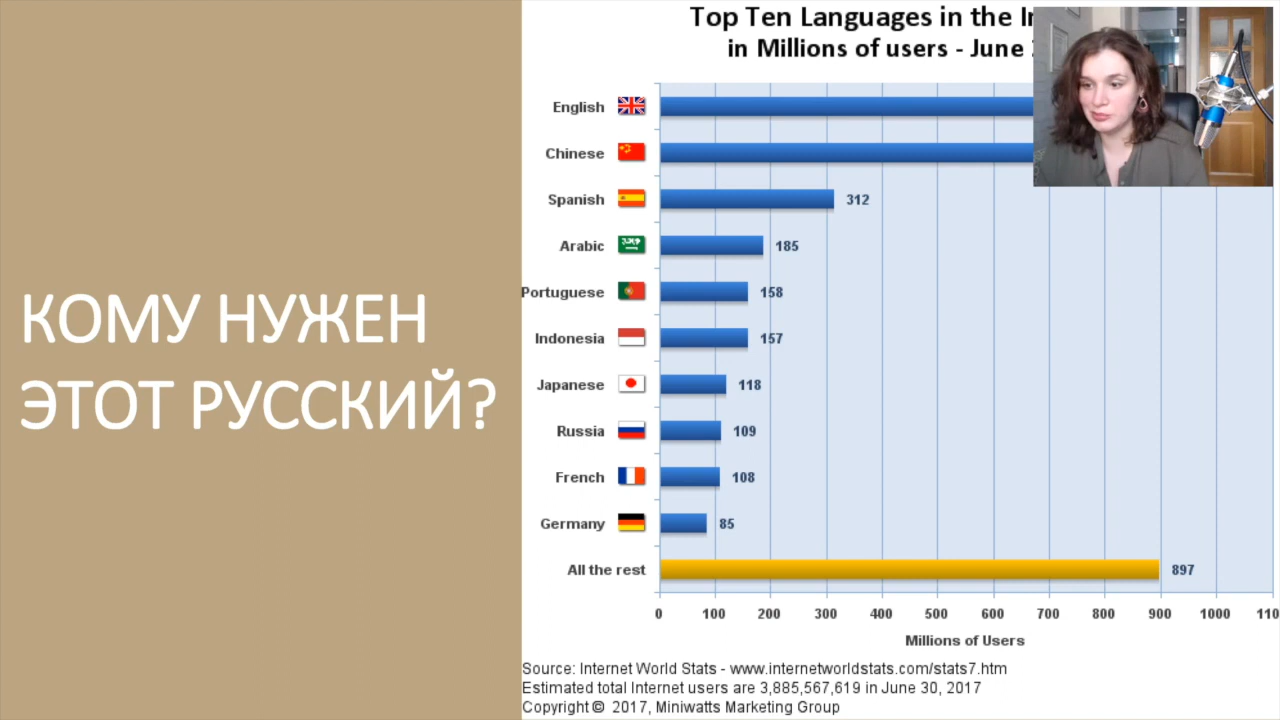 КОМУ НУЖЕН
ЭТОТ РУССКИЙ?
Top Ten Languages in the
in Millions of users - June
English
Chinese
Spanish 312
Arabic 185
Portuguese 158
Indonesia 157
Japanese 118
Russia 109
French 108
Germany 85
All the rest 897
0 100 200 300 400 500 600 700 800 900 1000
Millions of Users
Source: Internet World Stats - www.internetworldstats.com/stats7.htm
Estimated total Internet users are 3,885,567,619 in June 30, 2017
Copyright © 2017, Miniwatts Marketing Group